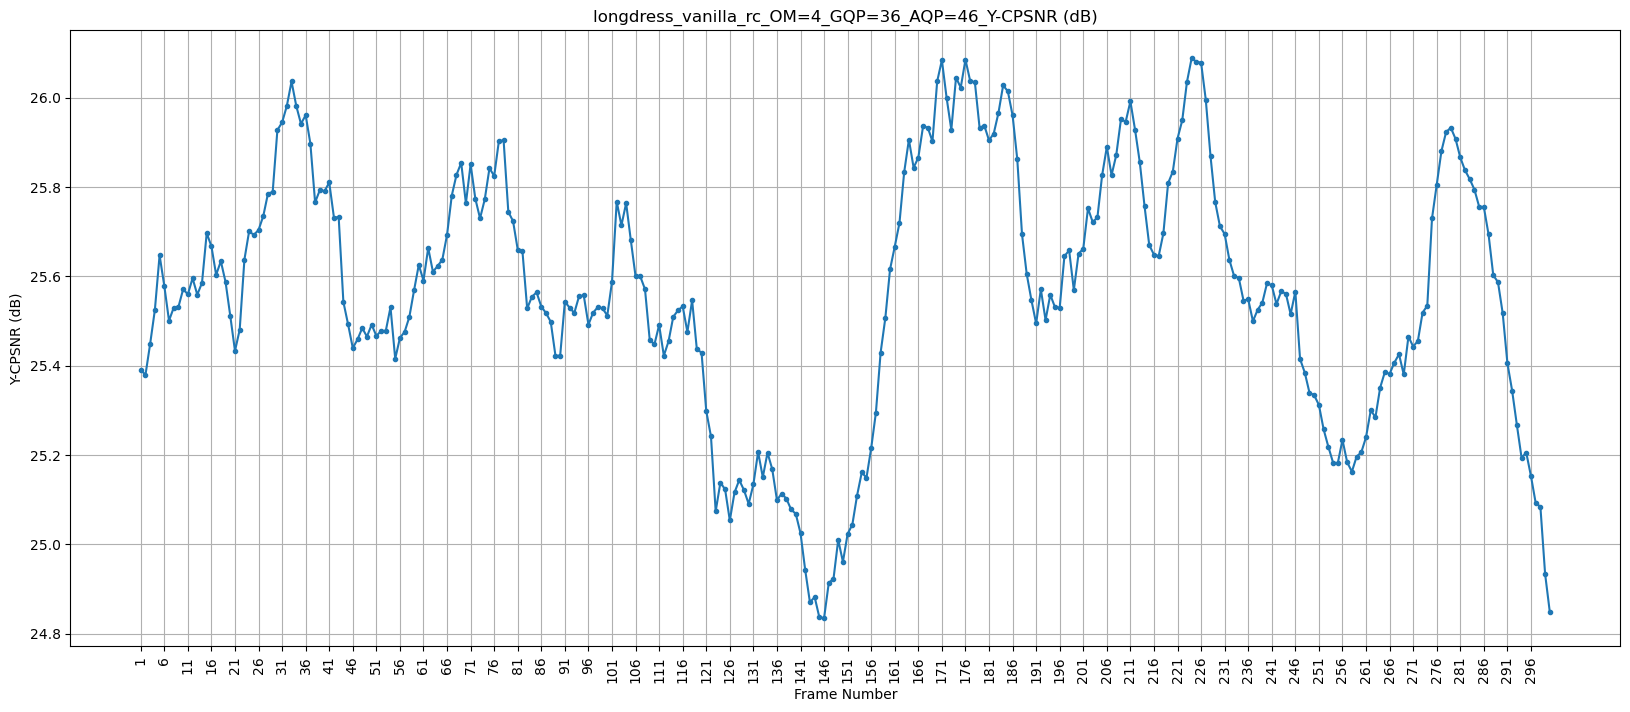 longdress_vanilla_rc_OM=4_GQP=36_AQP=46_Y-CPSNR (dB)
Y-CPSNR (dB)
26.0
25.8
25.6
25.4
25.2
25.0
24.8
1 6 11 16 21 26 31 36 41 46 51 56 61 66 71 76 81 86 91 96 101 106 111 116 121 126 131 136 141 146 151 156 161 166 171 176 181 186 191 196 201 206 211 216 221 226 231 236 241 246 251 256 261 266 271 276 281 286 291 296
Frame Number